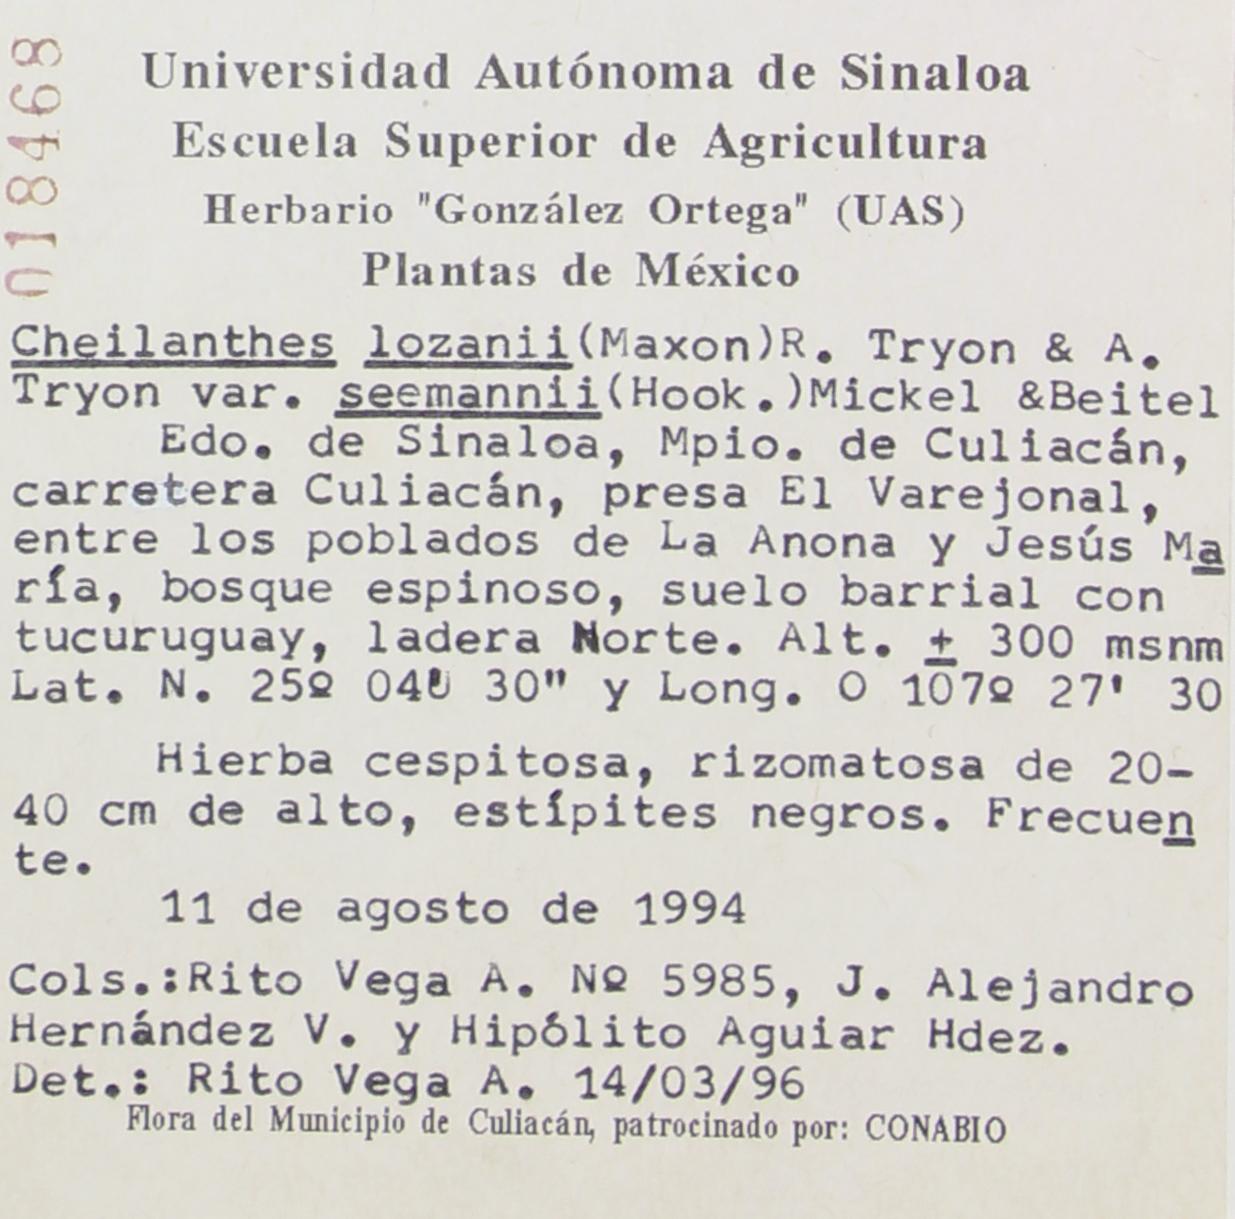 018468
Universidad Autónoma de Sinaloa
Escuela Superior de Agricultura
Herbario "González Ortega" (UAS)
Plantas de México
Cheilanthes lozanii(Maxon)R. Tryon & A.
Tryon var. seemannii(Hook.)Mickel &Beitel
Edo. de Sinaloa, Mpio. de Culiacán,
carretera Culiacán, presa El Varejonal,
entre los poblados de La Anona y Jesús Ma
ría, bosque espinoso, suelo barrial con
tucuruguay, ladera Norte. Alt. ± 300 msnm
Lat. N. 25º 04' 30" y Long. O 107º 27' 30
Hierba cespitosa, rizomatosa de 20-
40 cm de alto, estípites negros. Frecuen
te.
11 de agosto de 1994
Cols.:Rito Vega A. Nº 5985, J. Alejandro
Hernández V. y Hipólito Aguiar Hdez.
Det.: Rito Vega A. 14/03/96
Flora del Municipio de Culiacán, patrocinado por: CONABIO